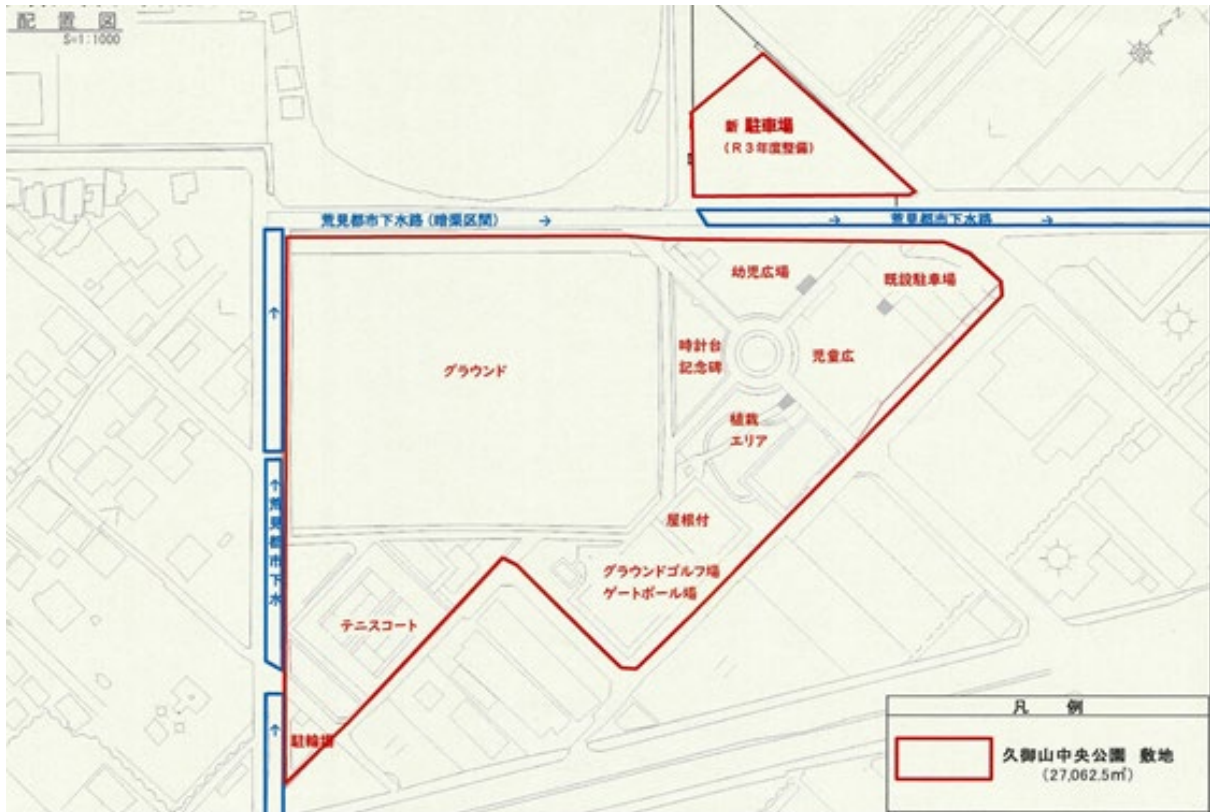 配置図
S=1:1000
新 駐車場
(R3年度整備)
荒見都市下水路(暗渠区間) →
→ 荒見都市下水路 →
幼児広場
既設駐車場
時計台
記念碑
児童広
グラウンド
植栽
エリア
屋根付
グラウンドゴルフ場
ゲートボール場
テニスコート
駐輪場
↑
↑荒見都市下水
↑
N
凡例
久御山中央公園 敷地
(27,062.5㎡)